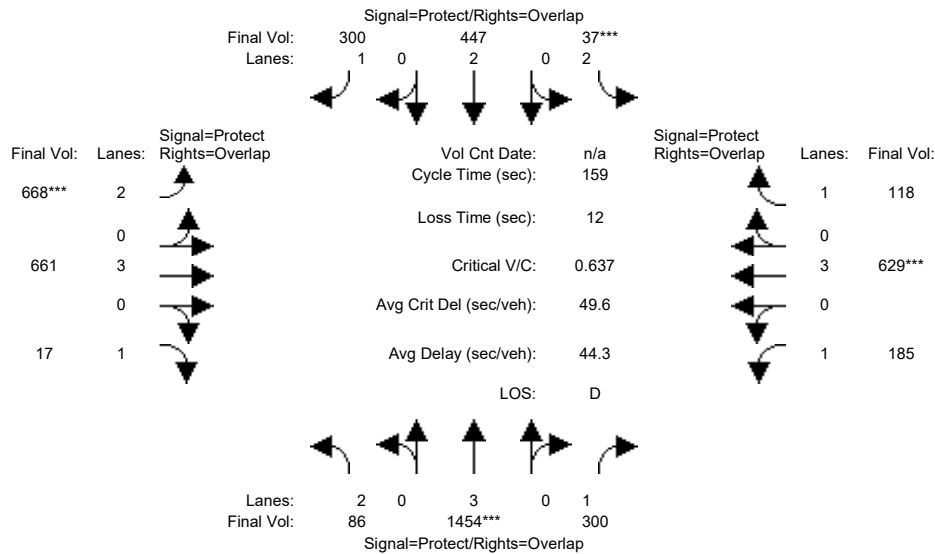 Signal=Protect/Rights=Overlap
Final Vol: 300 447 37***
Lanes: 1 0 2 0 2
Signal=Protect
Final Vol: Lanes: Rights=Overlap
Vol Cnt Date: n/a
Signal=Protect
Rights=Overlap Lanes: Final Vol:
Cycle Time (sec): 159
668*** 2
1 118
Loss Time (sec): 12
0
0
661 3
Critical V/C: 0.637
3 629***
0
Avg Crit Del (sec/veh): 49.6
0
17 1
Avg Delay (sec/veh): 44.3
1 185
LOS: D
Lanes: 2 0 3 0 1
Final Vol: 86 1454*** 300
Signal=Protect/Rights=Overlap